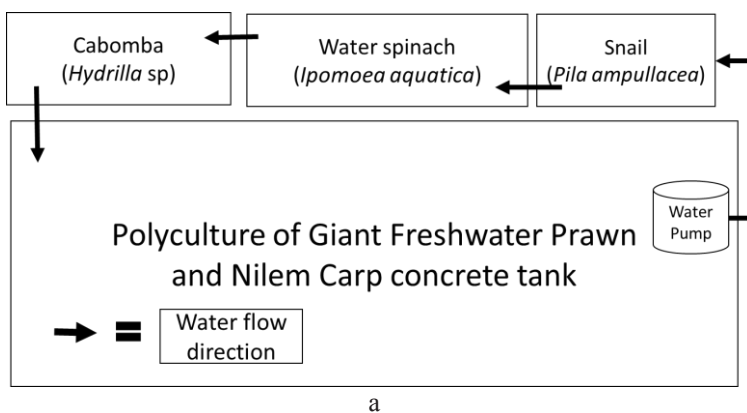 Cabomba
(Hydrilla sp)
Water spinach
(Ipomoea aquatica)
Snail
(Pila ampullacea)
Water
Pump
Polyculture of Giant Freshwater Prawn
and Nilem Carp concrete tank
=
Water flow
direction
a